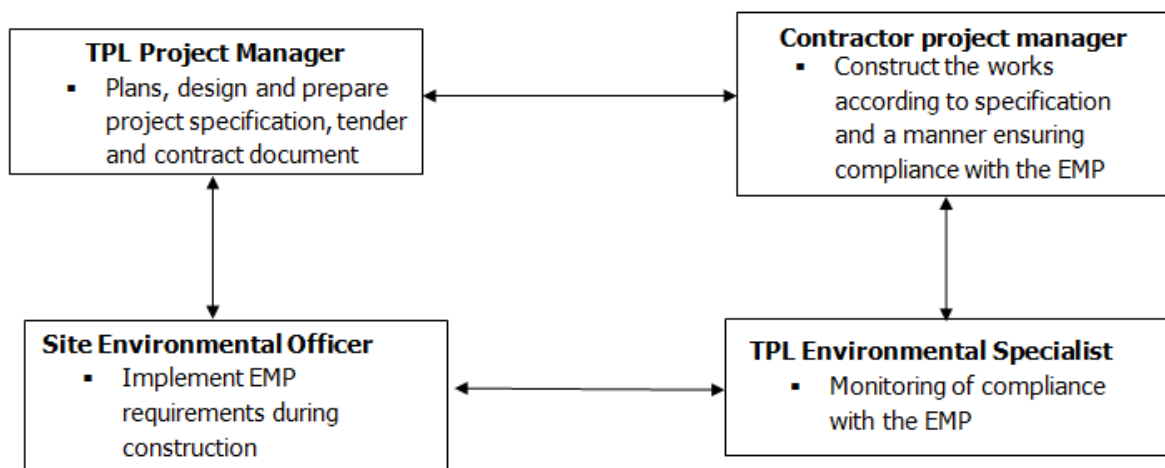 TPL Project Manager
▪ Plans, design and prepare
project specification, tender
and contract document
Contractor project manager
▪ Construct the works
according to specification
and a manner ensuring
compliance with the EMP
Site Environmental Officer
▪ Implement EMP
requirements during
construction
TPL Environmental Specialist
▪ Monitoring of compliance
with the EMP